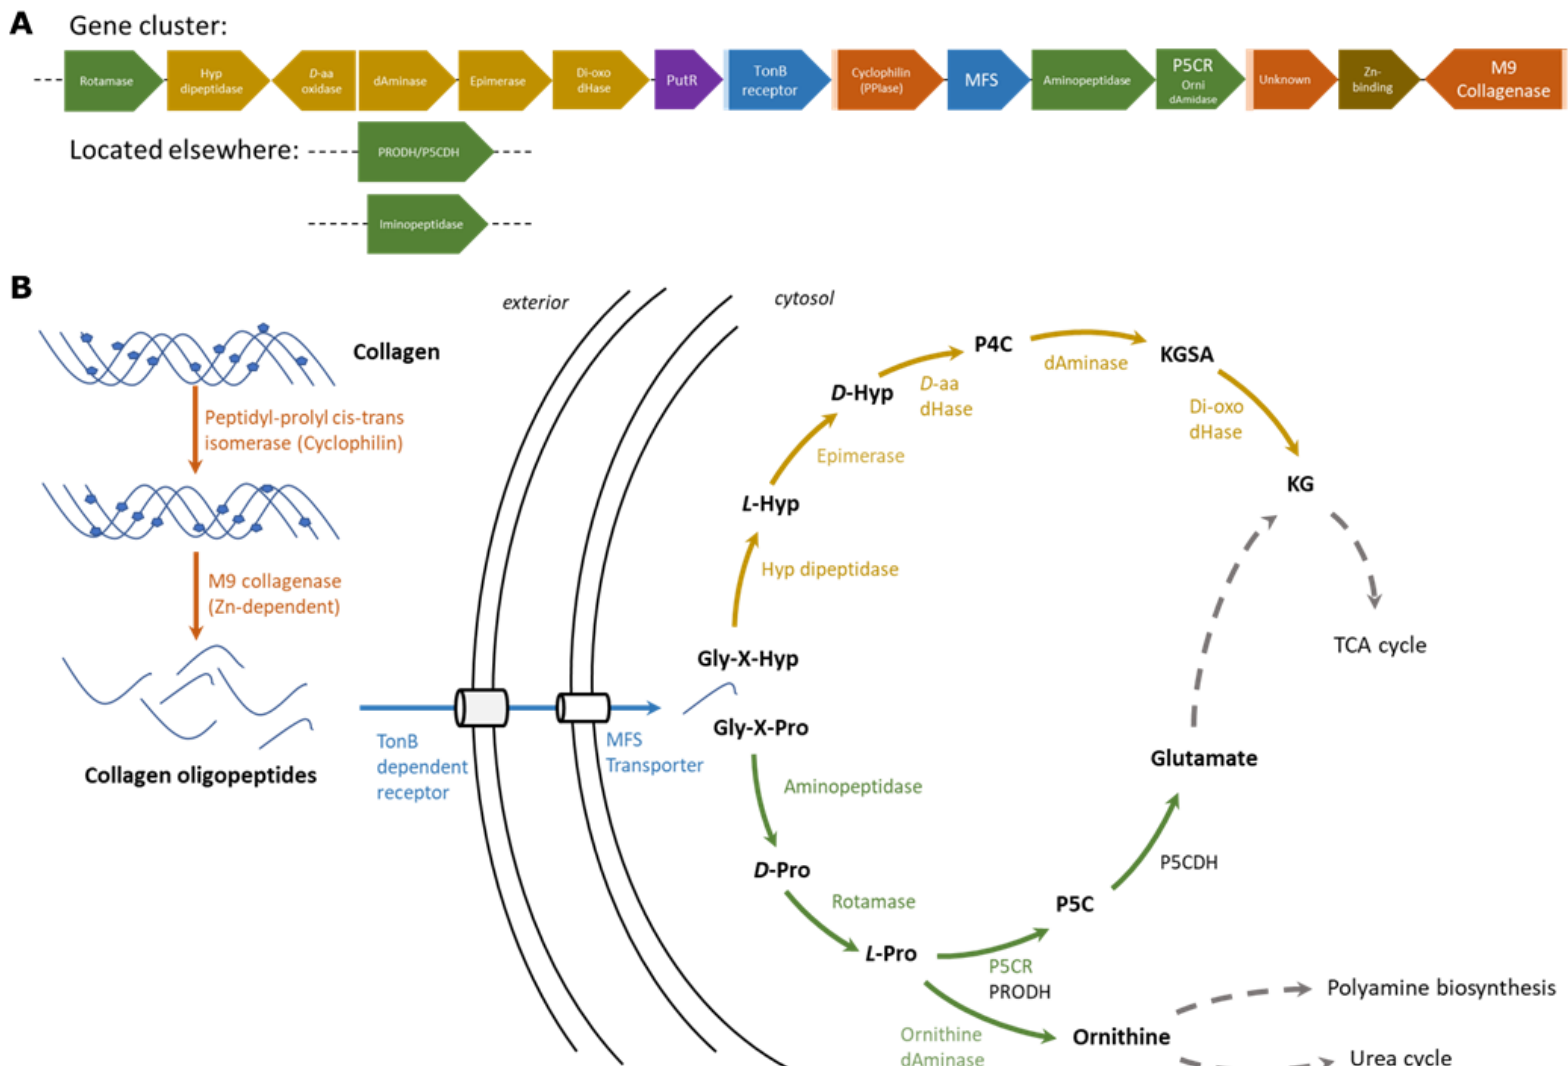 A
Gene cluster:
Rotamase
Hyp
dipeptidase
D-aa
oxidase
dAminase
Epimerase
Di-oxo
dHase
PutR
TonB
receptor
Cyclophilin
(PPIase)
MFS
Aminopeptidase
P5CR
Orni
dAmidase
Unknown
Zn-
binding
M9
Collagenase
Located elsewhere:
PRODH/P5CDH
Iminopeptidase
B
exterior
cytosol
Collagen
Peptidyl-prolyl cis-trans
isomerase (Cyclophilin)
M9 collagenase
(Zn-dependent)
Collagen oligopeptides
TonB
dependent
receptor
MFS
Transporter
Gly-X-Hyp
Hyp dipeptidase
L-Hyp
Epimerase
D-Hyp
D-aa
dHase
P4C
dAminase
KGSA
Di-oxo
dHase
KG
TCA cycle
Gly-X-Pro
Aminopeptidase
D-Pro
Rotamase
L-Pro
P5CR
PRODH
P5C
P5CDH
Glutamate
Ornithine
dAminase
Ornithine
Polyamine biosynthesis
Urea cycle